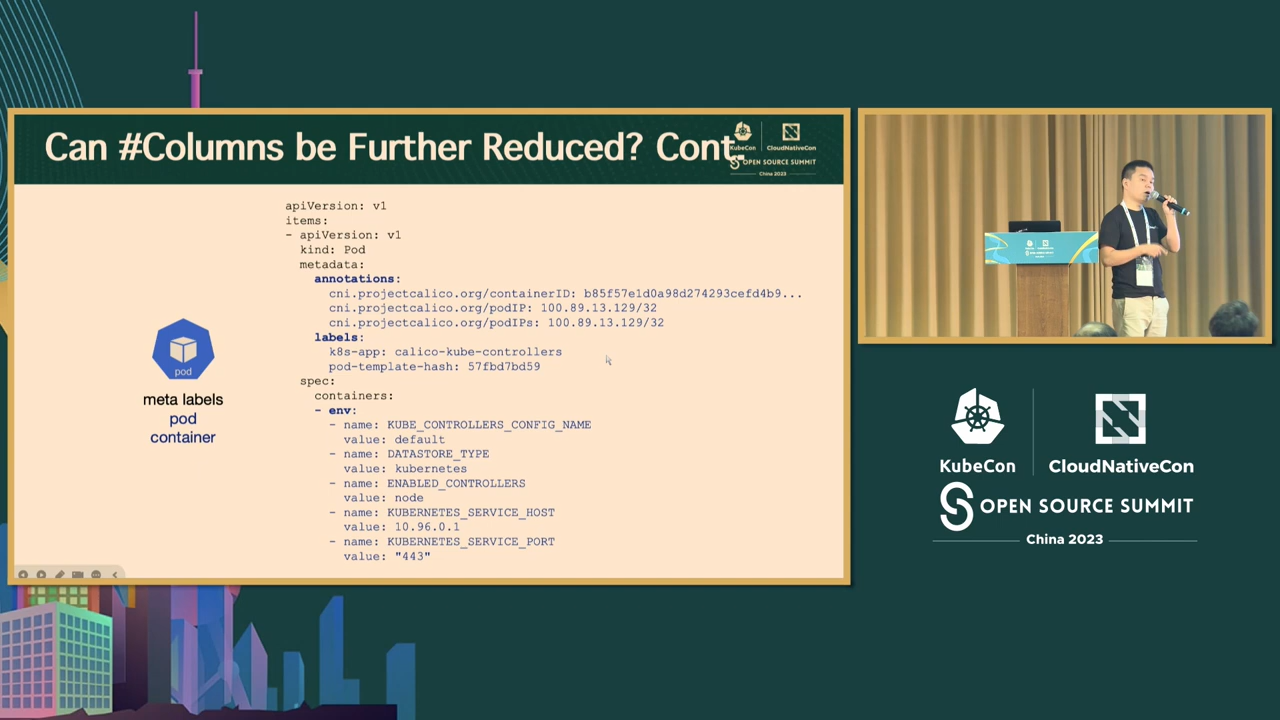 Can #Columns be Further Reduced? Cont.
KubeCon
CloudNativeCon
OPEN SOURCE SUMMIT
China 2023
apiVersion: v1
items:
- apiVersion: v1
kind: Pod
metadata:
annotations:
cni.projectcalico.org/containerID: b85f57e1d0a98d274293cefd4b9...
cni.projectcalico.org/podIP: 100.89.13.129/32
cni.projectcalico.org/podIPs: 100.89.13.129/32
labels:
k8s-app: calico-kube-controllers
pod-template-hash: 57fbd7bd59
spec:
containers:
- env:
- name: KUBE_CONTROLLERS_CONFIG_NAME
value: default
- name: DATASTORE_TYPE
value: kubernetes
- name: ENABLED_CONTROLLERS
value: node
- name: KUBERNETES_SERVICE_HOST
value: 10.96.0.1
- name: KUBERNETES_SERVICE_PORT
value: "443"
pod
meta labels
pod
container
KubeCon
CloudNativeCon
OPEN SOURCE SUMMIT
China 2023